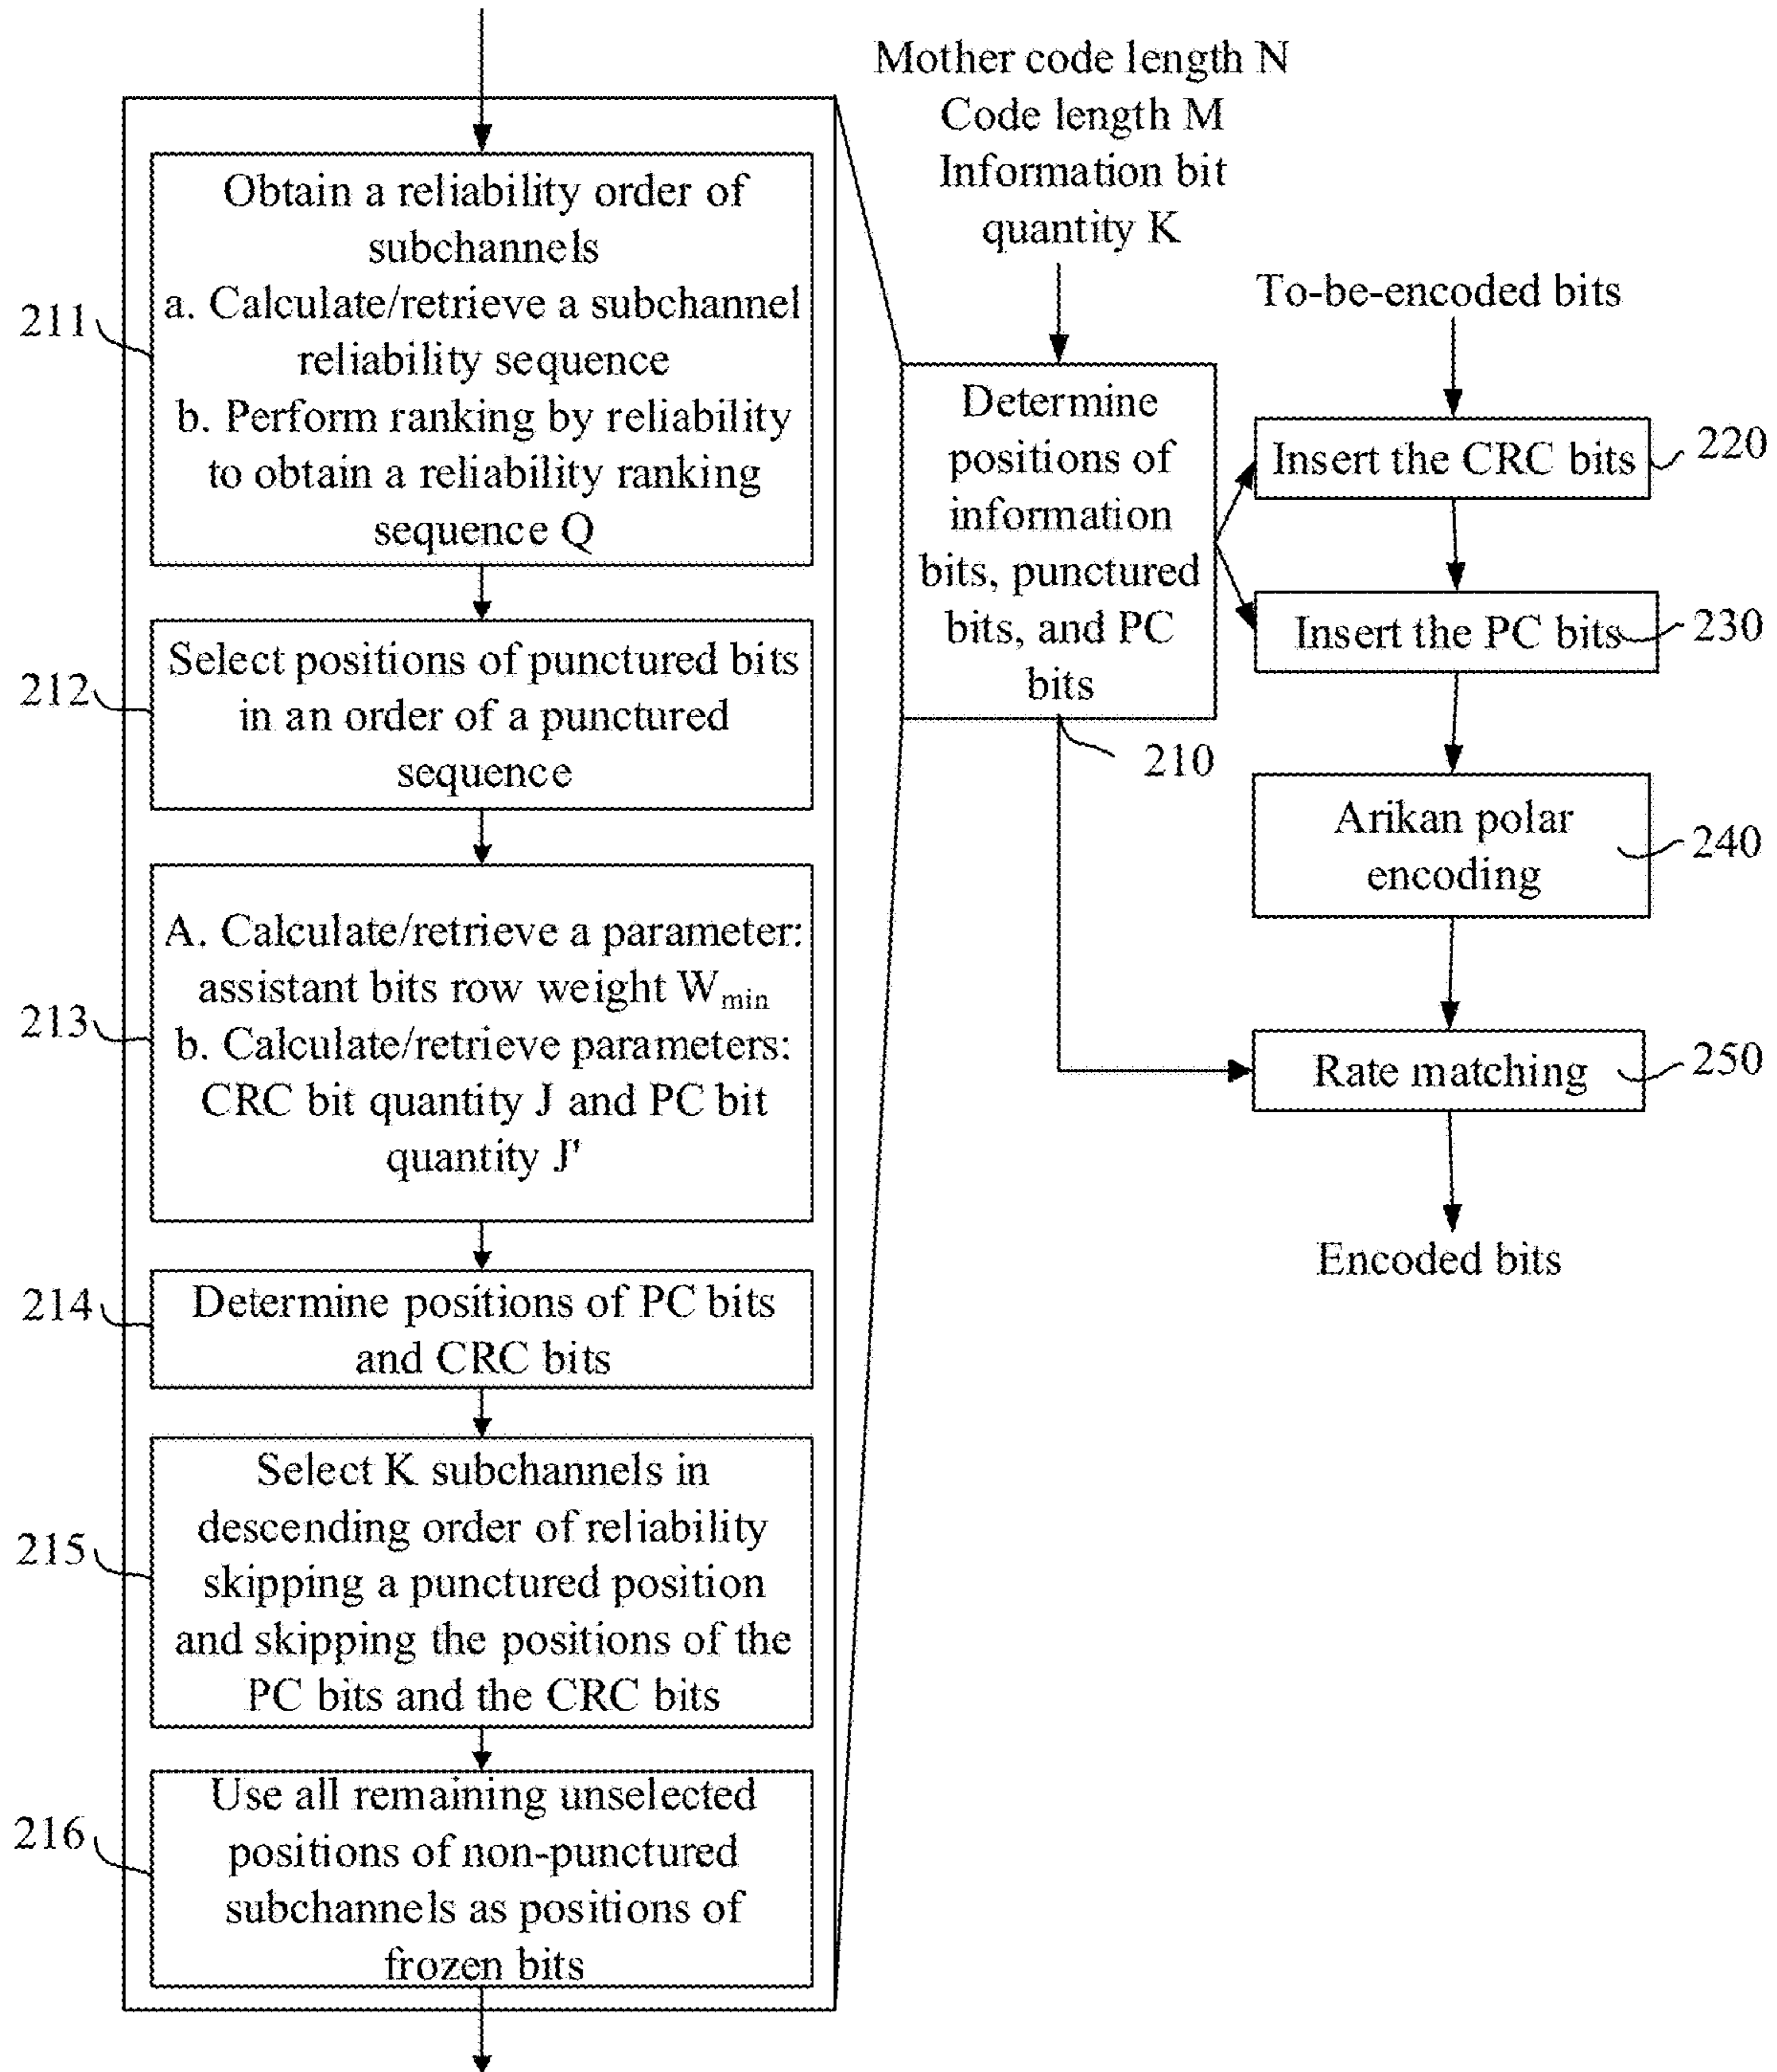 Obtain a reliability order of
subchannels
a. Calculate/retrieve a subchannel
reliability sequence
b. Perform ranking by reliability
to obtain a reliability ranking
sequence Q
211
Select positions of punctured bits
in an order of a punctured
sequence
212
A. Calculate/retrieve a parameter:
assistant bits row weight Wmin
b. Calculate/retrieve parameters:
CRC bit quantity J and PC bit
quantity J'
213
Determine positions of PC bits
and CRC bits
214
Select K subchannels in
descending order of reliability
skipping a punctured position
and skipping the positions of the
PC bits and the CRC bits
215
Use all remaining unselected
positions of non-punctured
subchannels as positions of
frozen bits
216
Mother code length N
Code length M
Information bit
quantity K
Determine
positions of
information
bits, punctured
bits, and PC
bits
210
To-be-encoded bits
Insert the CRC bits
220
Insert the PC bits
230
Arikan polar
encoding
240
Rate matching
250
Encoded bits